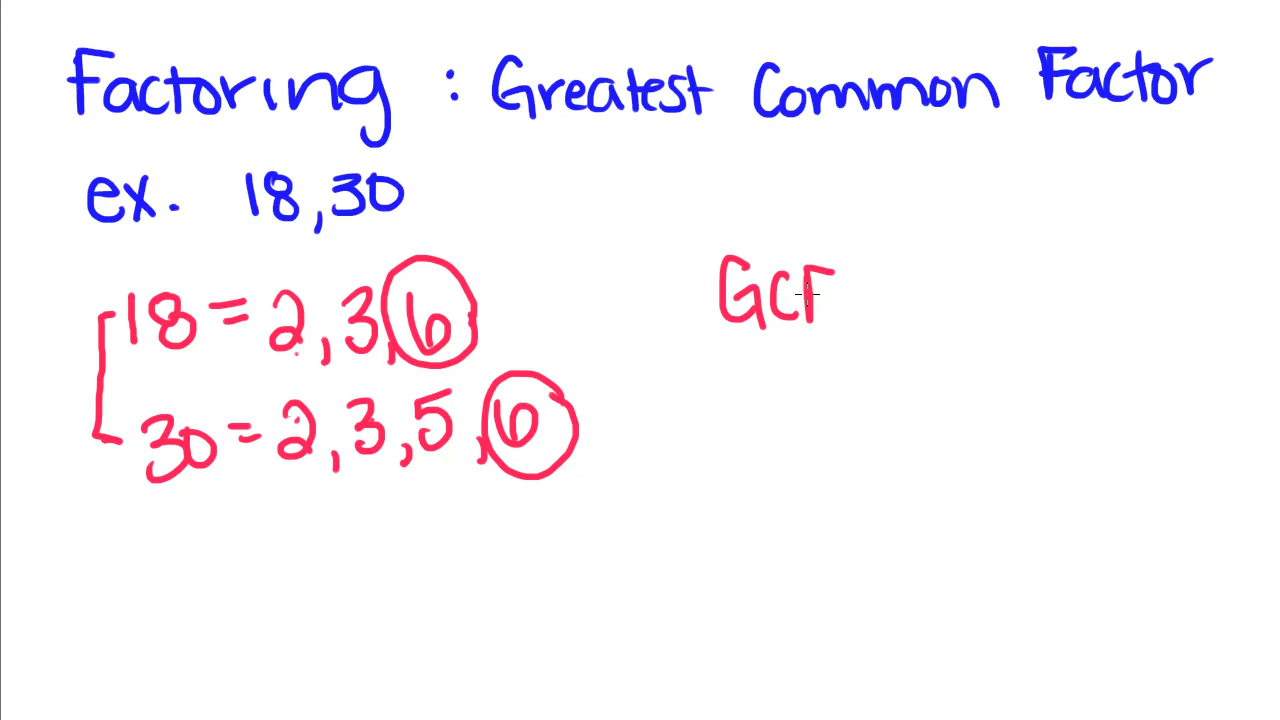 Factoring : Greatest Common Factor
ex. 18,30
18 = 2,3,6
GCF
30 = 2,3,5,6